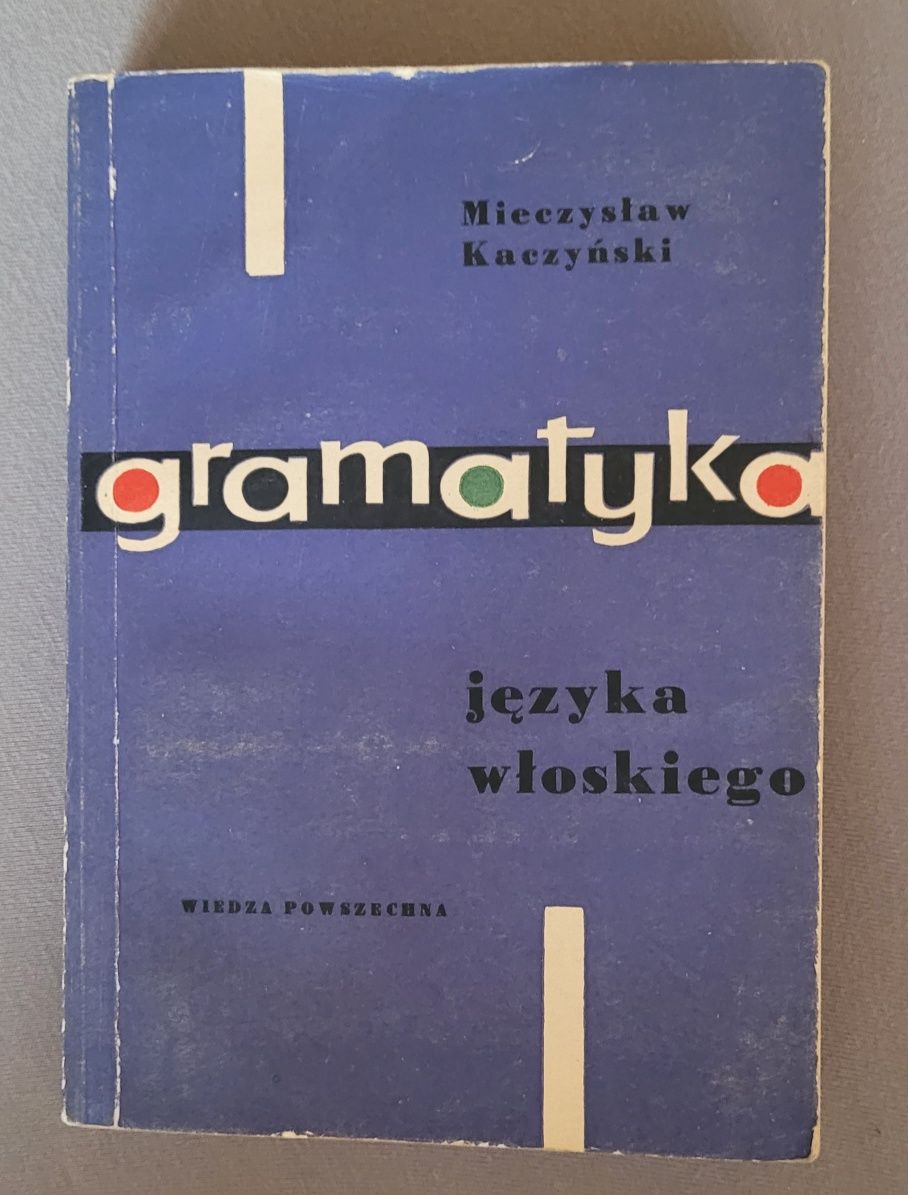 Mieczysław
Kaczyński
gramatyka
języka
włoskiego
WIEDZA POWSZECHNA